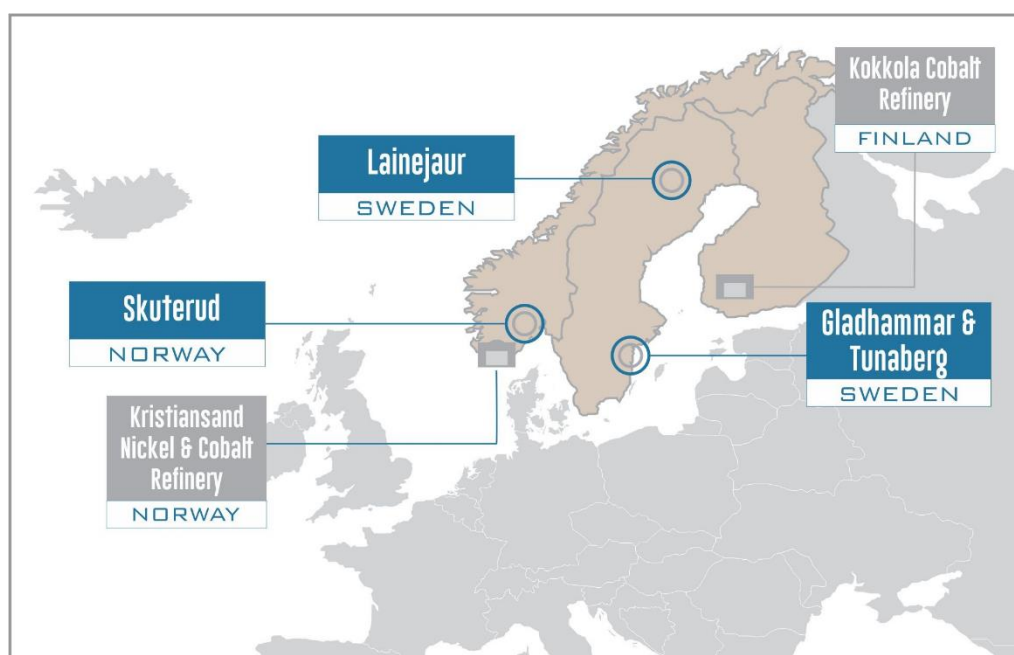 Kokkola Cobalt
Refinery
FINLAND
Lainejaur
SWEDEN
Skuterud
NORWAY
Gladhammar &
Tunaberg
SWEDEN
Kristiansand
Nickel & Cobalt
Refinery
NORWAY